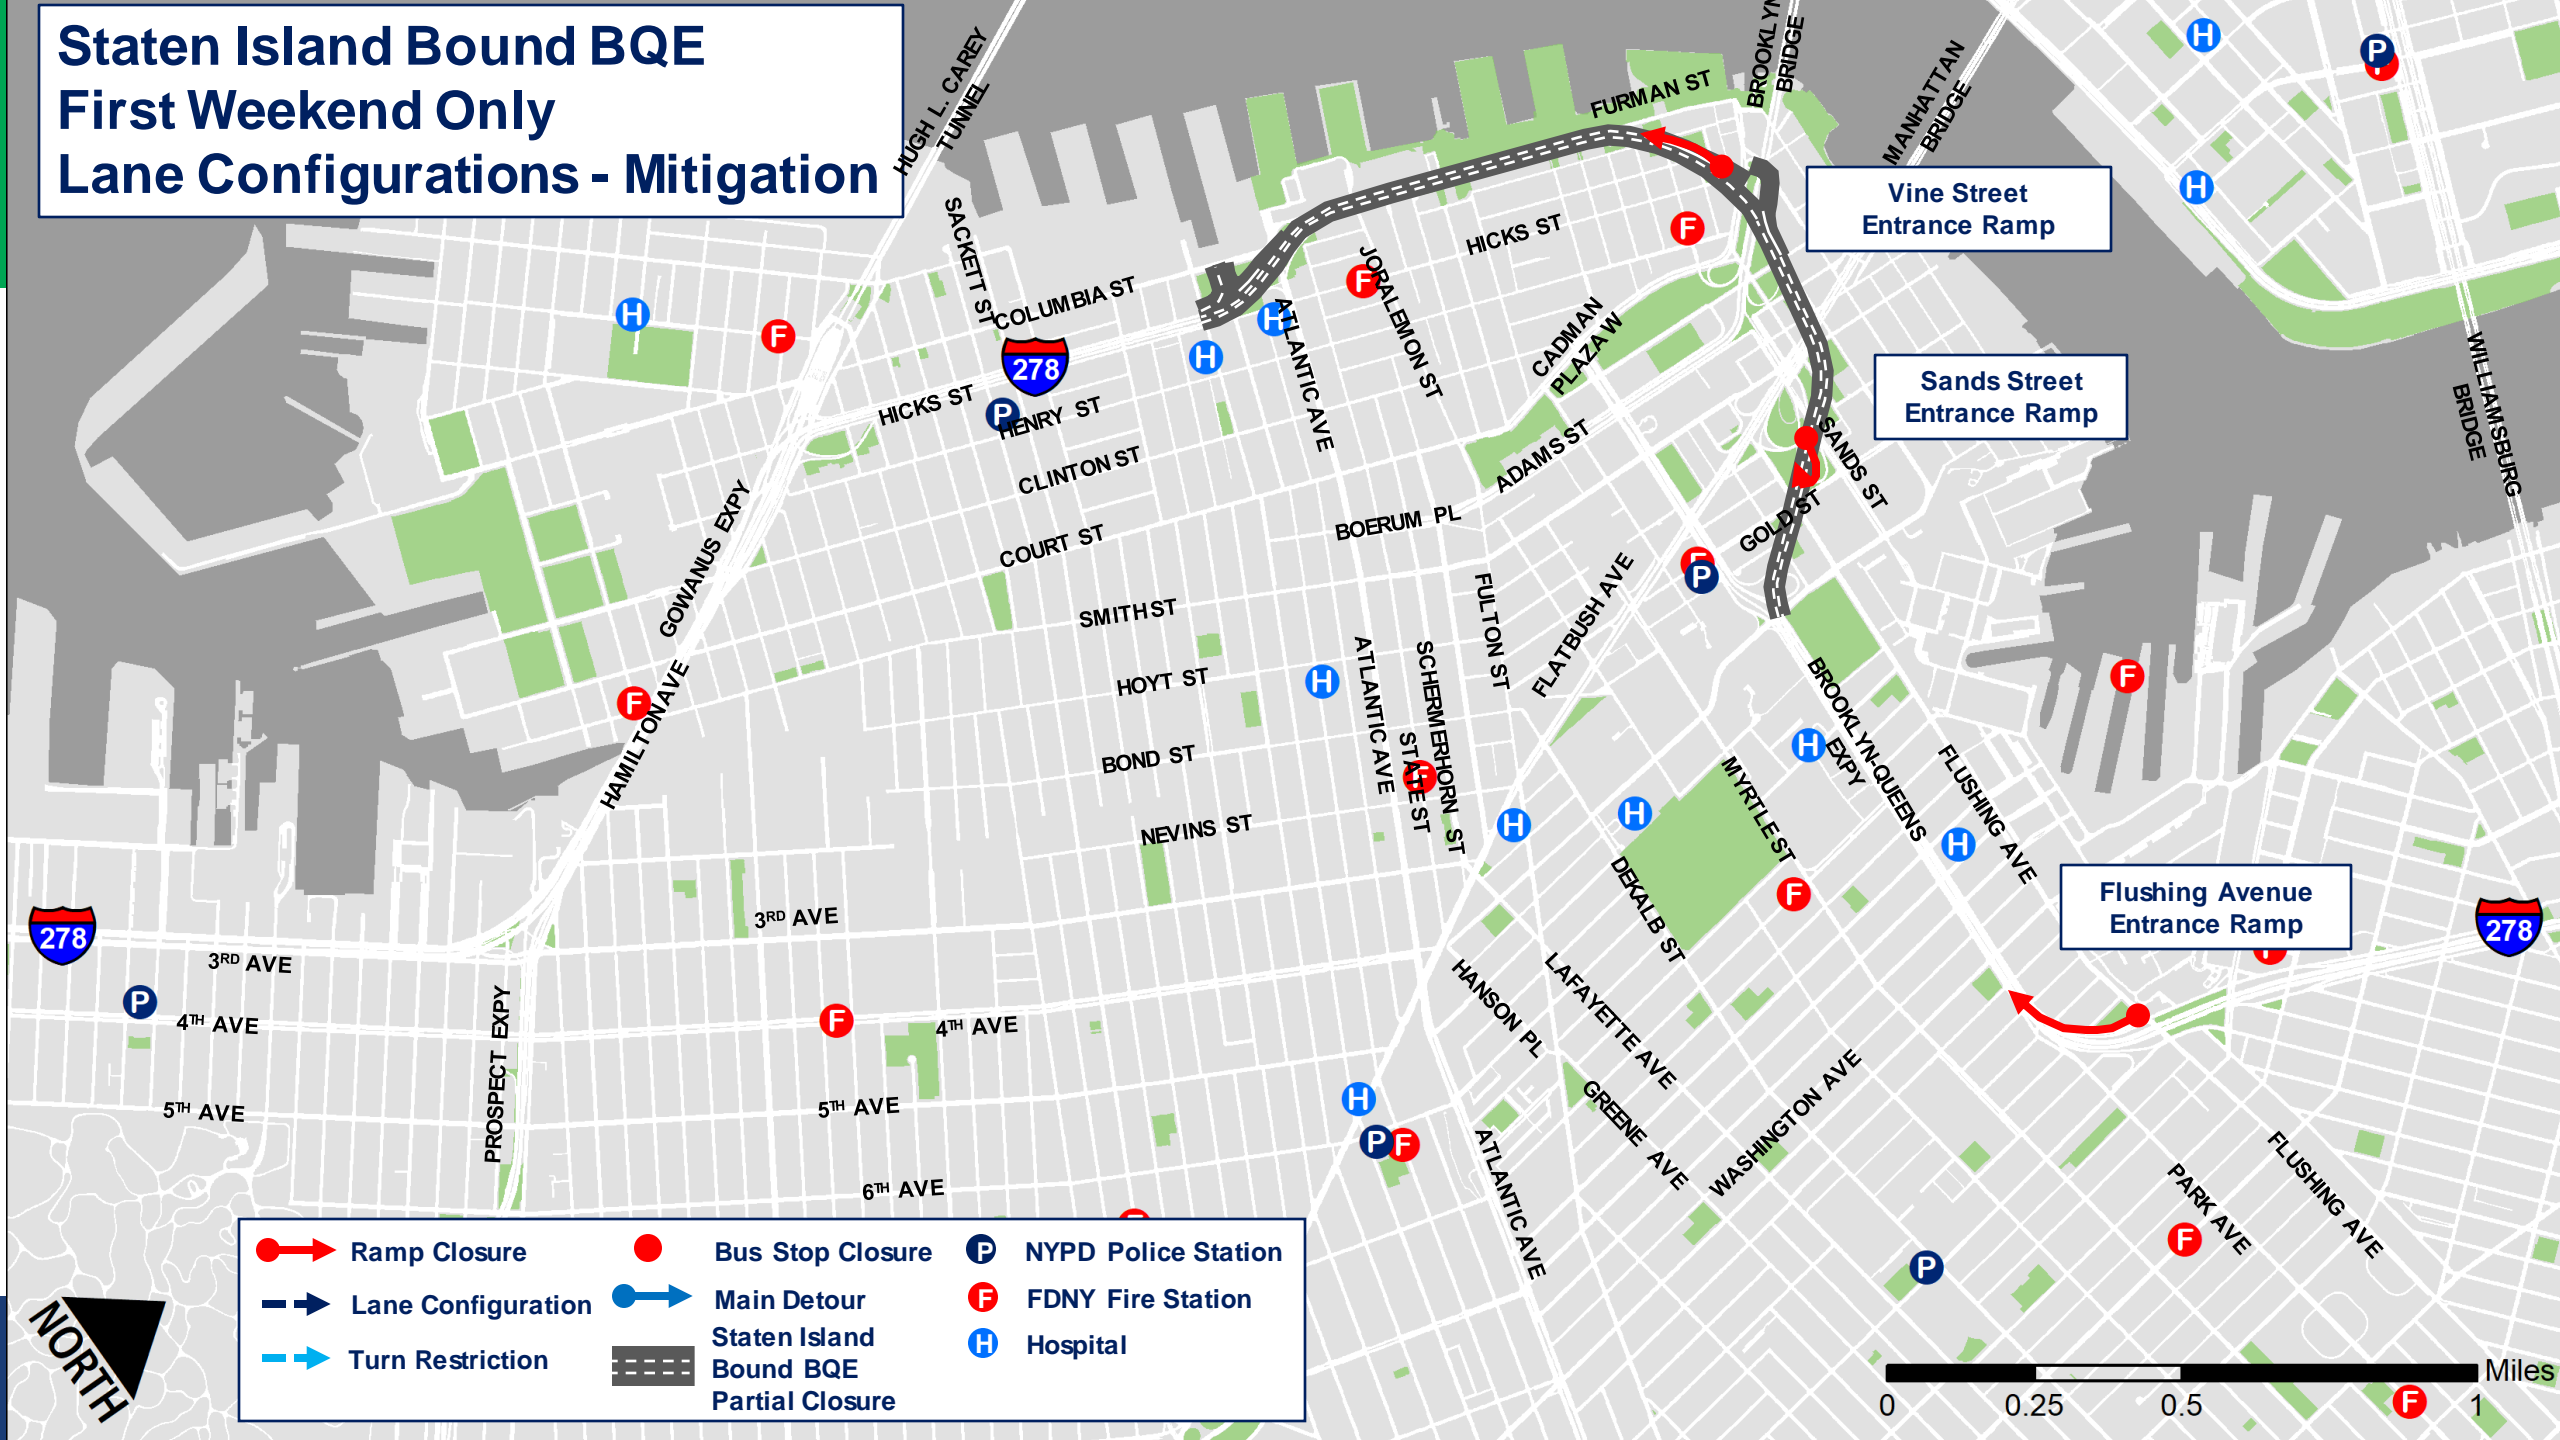 Staten Island Bound BQE
First Weekend Only
Lane Configurations - Mitigation
HUGH L. CAREY
TUNNEL
BROOKLYN
BRIDGE
MANHATTAN
BRIDGE
WILLIAMSBURG
BRIDGE
FURMAN ST
Vine Street
Entrance Ramp
Sands Street
Entrance Ramp
Flushing Avenue
Entrance Ramp
SACKETT ST
COLUMBIA ST
HICKS ST
JORALEMON ST
ATLANTIC AVE
CADMAN
PLAZA W
ADAMS ST
SANDS ST
GOLD ST
278
HICKS ST
HENRY ST
CLINTON ST
COURT ST
BOERUM PL
SMITH ST
HOYT ST
BOND ST
NEVINS ST
GOWANUS EXPY
HAMILTON AVE
FULTON ST
FLATBUSH AVE
ATLANTIC AVE
SCHERMERHORN ST
STATE ST
MYRTLE ST
DEKALB ST
BROOKLYN-QUEENS
EXPY
FLUSHING AVE
278
278
3RD AVE
3RD AVE
4TH AVE
4TH AVE
5TH AVE
5TH AVE
6TH AVE
PROSPECT EXPY
HANSON PL
LAFAYETTE AVE
GREENE AVE
WASHINGTON AVE
ATLANTIC AVE
PARK AVE
FLUSHING AVE
H
H
P
H
F
F
F
H
H
P
F
P
F
H
F
H
F
H
H
H
F
F
P
F
H
P
F
P
F
F
NORTH
Ramp Closure
Lane Configuration
Turn Restriction
Bus Stop Closure
Main Detour
Staten Island
Bound BQE
Partial Closure
P NYPD Police Station
F FDNY Fire Station
H Hospital
Miles
0 0.25 0.5 1